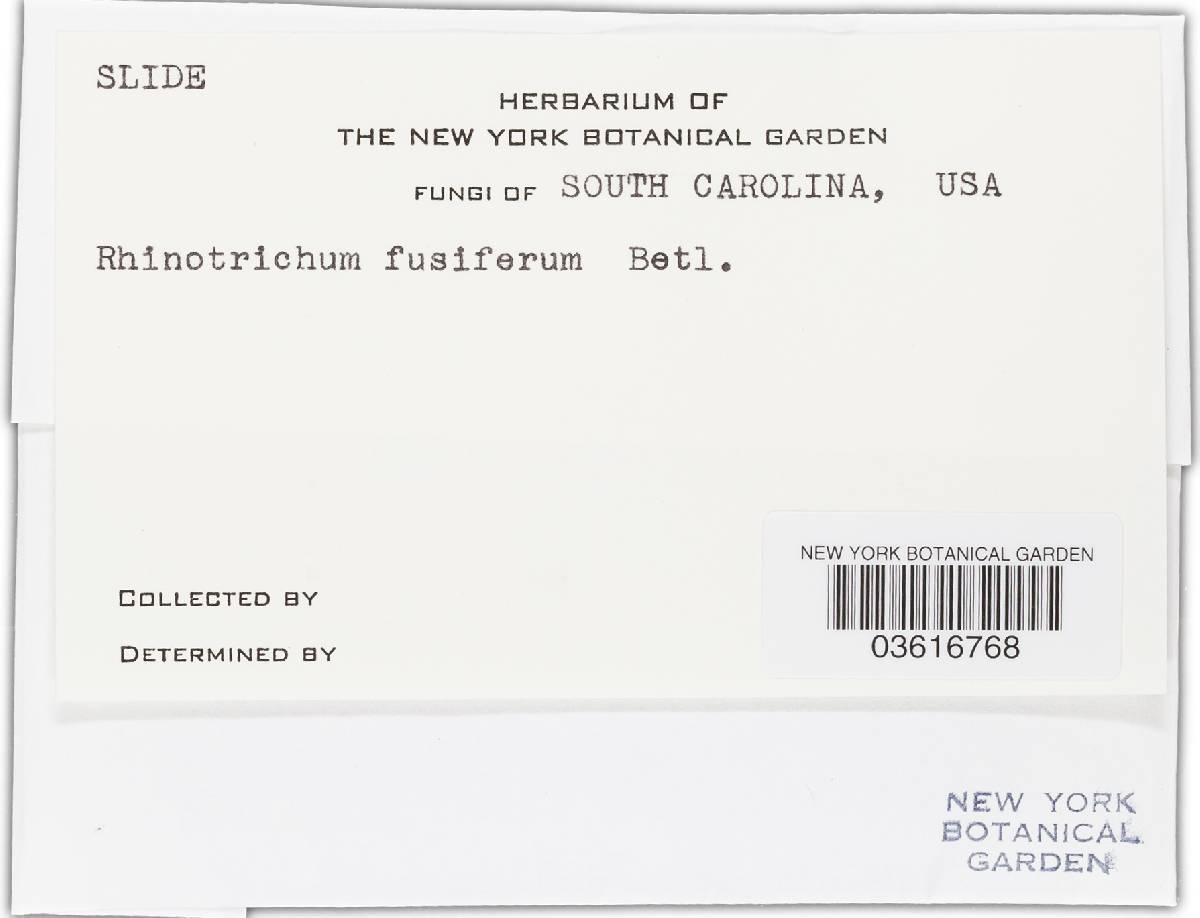 SLIDE
HERBARIUM OF
THE NEW YORK BOTANICAL GARDEN
FUNGI OF SOUTH CAROLINA, USA
Rhinotrichum fusiferum Betl.
COLLECTED BY
DETERMINED BY
NEW YORK BOTANICAL GARDEN
03616768
NEW YORK
BOTANICAL
GARDEN